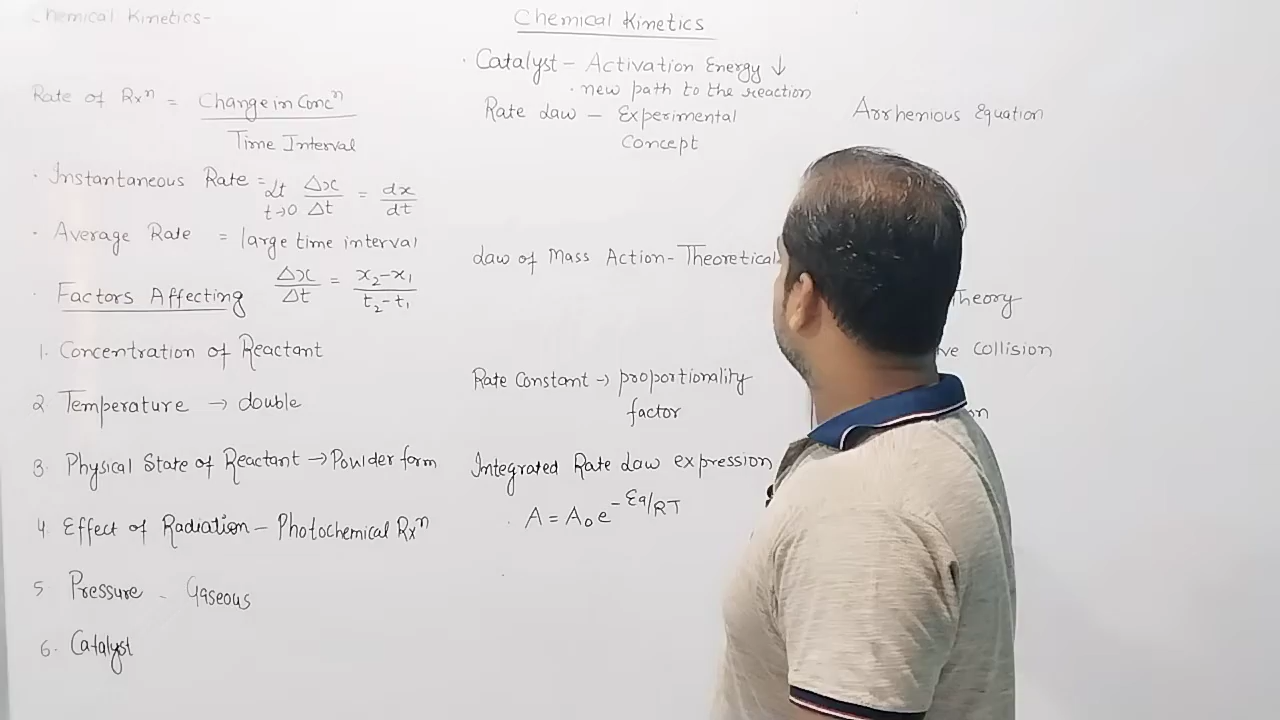 Chemical Kinetics-
Chemical Kinetics
Rate of Rxⁿ = Change in Concⁿ
Time Interval
· Instantaneous Rate = Lt t→0 Δx/Δt = dx/dt
· Average Rate = large time interval
Δx/Δt = x₂-x₁/t₂-t₁
· Factors Affecting
1. Concentration of Reactant
2. Temperature → double
3. Physical State of Reactant → Powder form
4. Effect of Radiation – Photochemical Rxⁿ
5. Pressure - Gaseous
6. Catalyst
· Catalyst – Activation Energy ↓
· new path to the reaction
Rate Law – Experimental
Concept
Law of Mass Action - Theoretical
Rate Constant → proportionality
factor
Integrated Rate Law expression
· A = A₀e^-Ea/RT
Arrhenious Equation
Theory
Collision